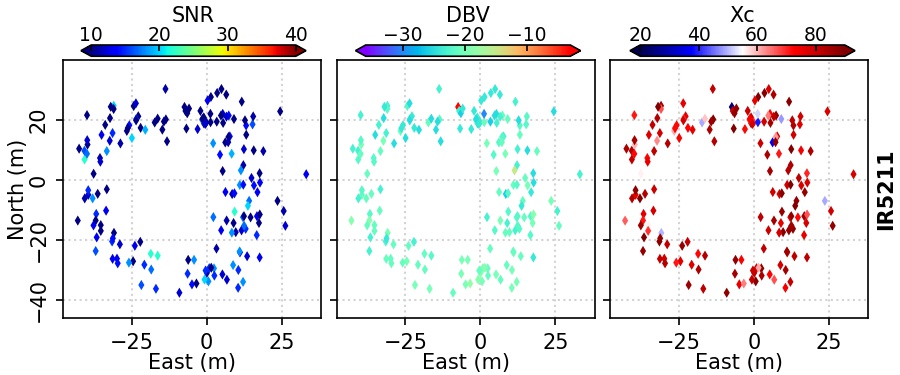 SNR DBV Xc
10 20 30 40 −30 −20 −10 20 40 60 80
20
0
−20
−40
North (m)
IR5211
−25 0 25 −25 0 25 −25 0 25
East (m) East (m) East (m)